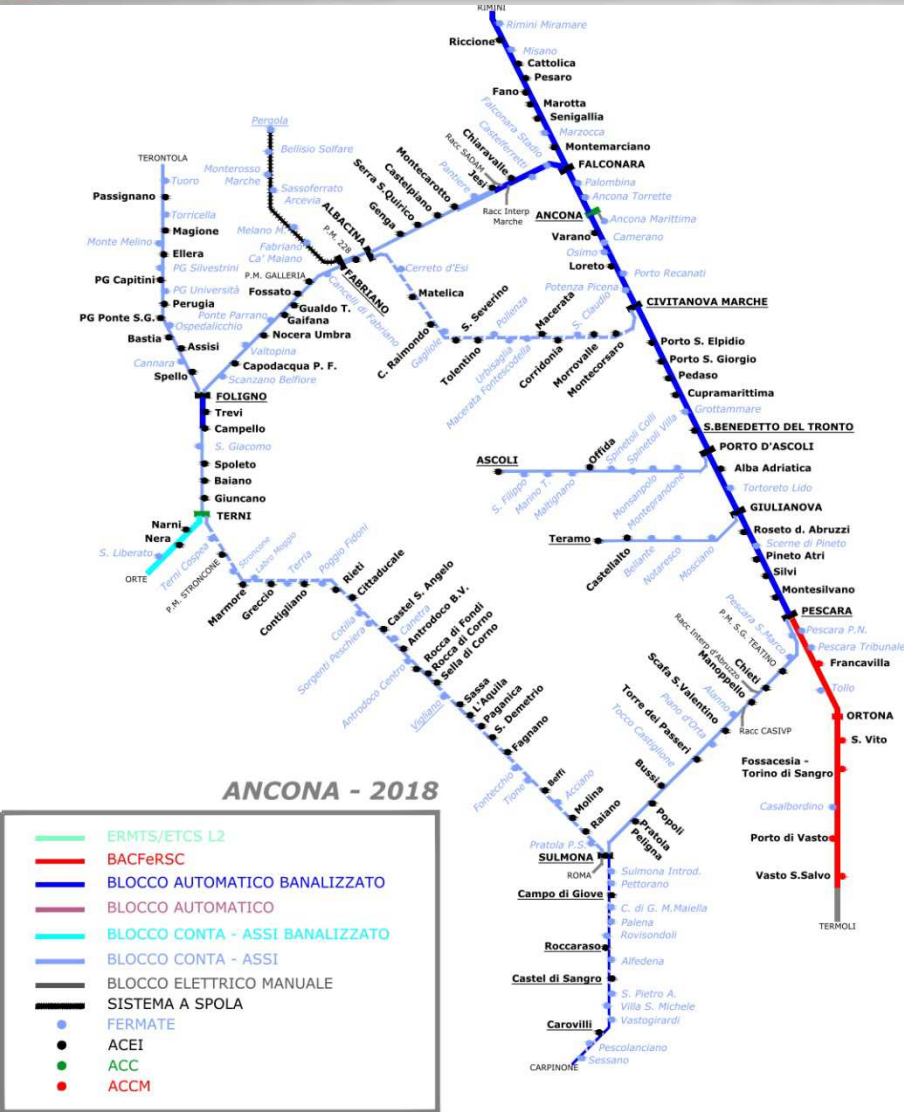 RIMINI
Rimini Miramare
Riccione
Misano
Cattolica
Pesaro
Fano
Marotta
Senigallia
Marzocca
Montemarciano
FALCONARA
Falconara Stadio
Castelferretti
Chiaravalle
Racc SADAM
Jesi
Racc Interp
Marche
Pantiere
Montecarotto
Castelpiano
Serra S.Quirico
Genga
ALBACINA
P.M. 228
FABRIANO
Pergola
Bellisio Solfare
Monterosso
Marche
Sassoferrato
Arcevia
Melano M.
Fabriano
Ca' Maiano
P.M. GALLERIA
Cancelli di Fabriano
Fossato
Gualdo T.
Gaifana
Ponte Parrano
Nocera Umbra
Valtopina
Capodacqua P. F.
Scanzano Belfiore
TERONTOLA
Tuoro
Passignano
Torricella
Magione
Monte Melino
Ellera
PG Silvestrini
PG Capitini
PG Università
Perugia
PG Ponte S.G.
Ospedalicchio
Bastia
Assisi
Cannara
Spello
FOLIGNO
Trevi
Campello
S. Giacomo
Spoleto
Baiano
Giuncano
TERNI
Narni
Nera
S. Liberato
ORTE
Palombina
Ancona Torrette
ANCONA
Ancona Marittima
Varano
Camerano
Osimo
Loreto
Porto Recanati
Potenza Picena
CIVITANOVA MARCHE
Cerreto d'Esi
Matelica
C. Raimondo
Gagliole
S. Severino
Tolentino
Pollenza
Urbisaglia
Macerata Fontescodella
Macerata
Corridonia
S. Claudio
Morrovalle
Montecorsaro
Porto S. Elpidio
Porto S. Giorgio
Pedaso
Cupramarittima
Grottammare
S.BENEDETTO DEL TRONTO
PORTO D'ASCOLI
ASCOLI
S. Filippo
Marino T.
Maltignano
Offida
Spinetoli Colli
Spinetoli Villa
Monsanpolo
Monteprandone
Alba Adriatica
Tortoreto Lido
GIULIANOVA
Teramo
Castellalto
Bellante
Notaresco
Mosciano
Roseto d. Abruzzi
Scerne di Pineto
Pineto Atri
Silvi
Montesilvano
PESCARA
Pescara P.N.
Pescara Tribunale
Francavilla
Tollo
ORTONA
S. Vito
Fossacesia -
Torino di Sangro
Casalbordino
Porto di Vasto
Vasto S.Salvo
TERMOLI
Pescara S.Marco
P.M. S.G. TEATINO
Chieti
Racc Interp d'Abruzzo
Manoppello
Racc CASIVP
Alanno
Scafa S.Valentino
Piano d'Orta
Torre dei Passeri
Tocco Castiglione
Bussi
Popoli
Pratola
Peligna
Terni Cospea
P.M. STRONCONE
Stroncone
Marmore
Labro Moggio
Greccio
Terria
Contigliano
Poggio Fidoni
Rieti
Cittaducale
Cotilia
Castel S. Angelo
Sorgenti Peschiera
Canetra
Antrodoco B.V.
Antrodoco Centro
Rocca di Fondi
Rocca di Corno
Sella di Corno
Vigliano
Sassa
L'Aquila
Paganica
S. Demetrio
Fagnano
Fontecchio
Tione
Beffi
Acciano
Molina
Raiano
Pratola P.S.
SULMONA
ROMA
Sulmona Introd.
Pettorano
Campo di Giove
C. di G. M.Maiella
Palena
Rovisondoli
Roccaraso
Alfedena
Castel di Sangro
S. Pietro A.
Villa S. Michele
Vastogirardi
Carovilli
Pescolanciano
Sessano
CARPINONE
ANCONA - 2018
ERMTS/ETCS L2
BACFeRSC
BLOCCO AUTOMATICO BANALIZZATO
BLOCCO AUTOMATICO
BLOCCO CONTA - ASSI BANALIZZATO
BLOCCO CONTA - ASSI
BLOCCO ELETTRICO MANUALE
SISTEMA A SPOLA
FERMATE
ACEI
ACC
ACCM